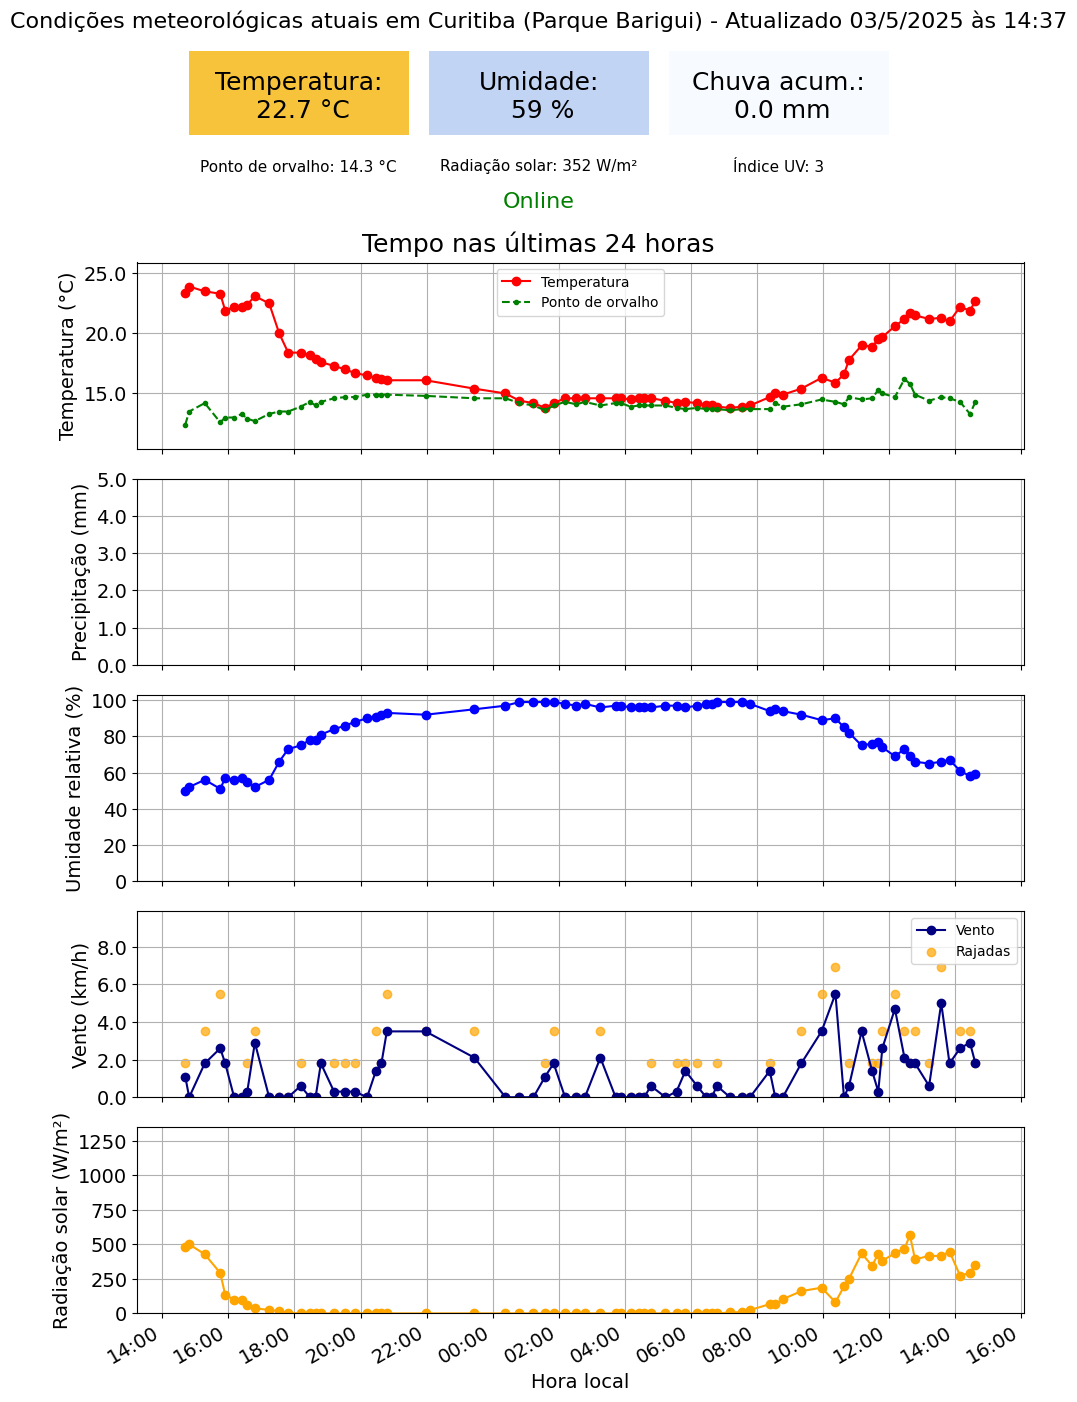 Condições meteorológicas atuais em Curitiba (Parque Barigui) - Atualizado 03/5/2025 às 14:37
Temperatura:
22.7 °C
Umidade:
59 %
Chuva acum.:
0.0 mm
Ponto de orvalho: 14.3 °C
Radiação solar: 352 W/m²
Índice UV: 3
Online
Tempo nas últimas 24 horas
Temperatura (°C)
25.0
20.0
15.0
Temperatura
Ponto de orvalho
Precipitação (mm)
5.0
4.0
3.0
2.0
1.0
0.0
Umidade relativa (%)
100
80
60
40
20
0
Vento (km/h)
8.0
6.0
4.0
2.0
0.0
Vento
Rajadas
Radiação solar (W/m²)
1250
1000
750
500
250
0
14:00
16:00
18:00
20:00
22:00
00:00
02:00
04:00
06:00
08:00
10:00
12:00
14:00
16:00
Hora local